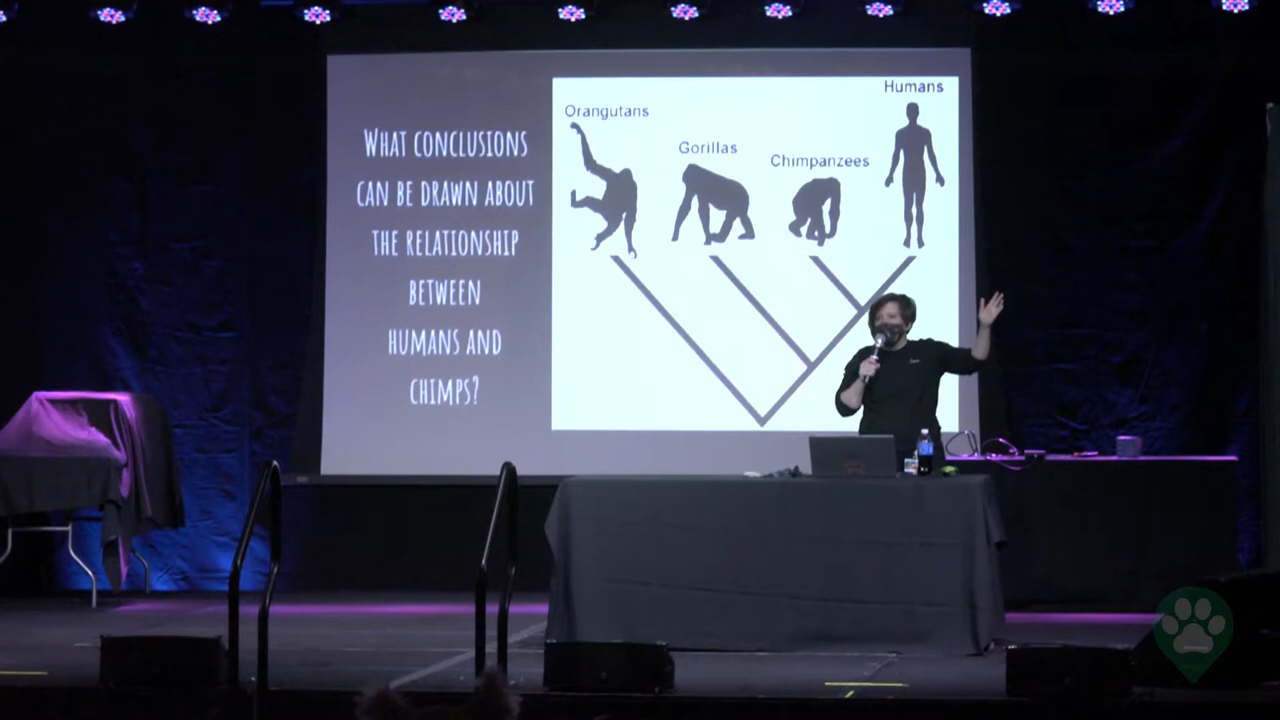 WHAT CONCLUSIONS
CAN BE DRAWN ABOUT
THE RELATIONSHIP
BETWEEN
HUMANS AND
CHIMPS?
Orangutans
Gorillas
Chimpanzees
Humans